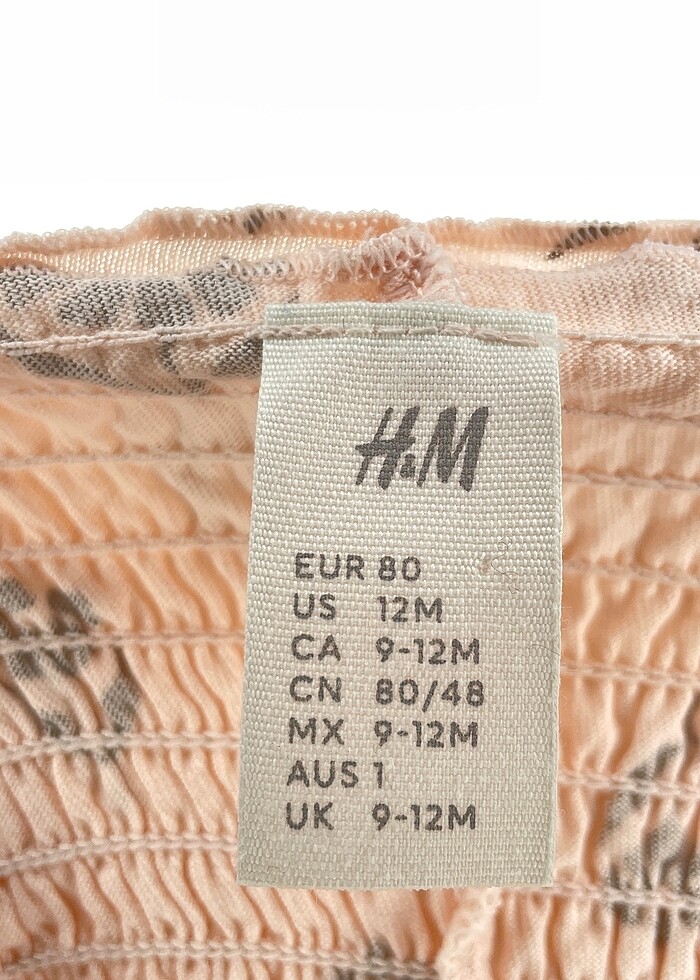 H&M
EUR 80
US 12M
CA 9-12M
CN 80/48
MX 9-12M
AUS 1
UK 9-12M